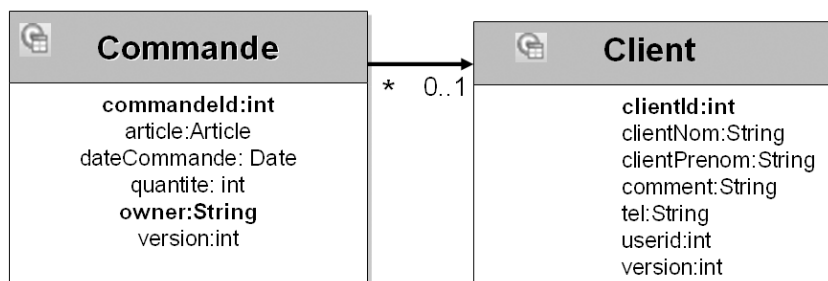 Commande
commandeId:int
article:Article
dateCommande: Date
quantite: int
owner:String
version:int
* 0..1
Client
clientId:int
clientNom:String
clientPrenom:String
comment:String
tel:String
userid:int
version:int